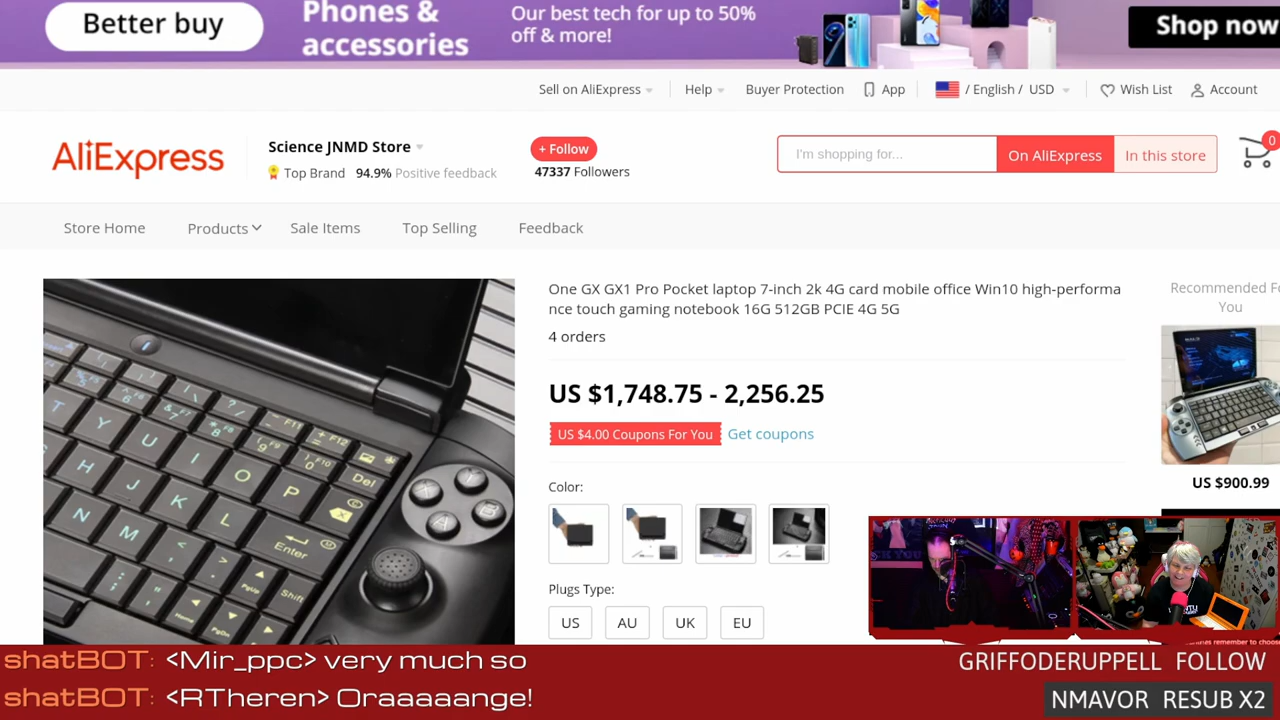 Better buy
Phones &
accessories
Our best tech for up to 50%
off & more!
Shop now
Sell on AliExpress
Help
Buyer Protection
App
/ English / USD
Wish List
Account
AliExpress
Science JNMD Store
Top Brand 94.9% Positive feedback
+ Follow
47337 Followers
I'm shopping for...
On AliExpress
In this store
0
Store Home
Products
Sale Items
Top Selling
Feedback
One GX GX1 Pro Pocket laptop 7-inch 2k 4G card mobile office Win10 high-performa
nce touch gaming notebook 16G 512GB PCIE 4G 5G
4 orders
US $1,748.75 - 2,256.25
US $4.00 Coupons For You
Get coupons
Color:
Plugs Type:
US
AU
UK
EU
Recommended Fo
You
US $900.99
T Y U I O P
Del
H J K L
Enter
N M
Shift
PgUp
PgDn
X Y A B
shatBOT: <Mir_ppc> very much so
shatBOT: <RTheren> Oraaaaange!
GRIFFODERUPPELL FOLLOW
NMAVOR RESUB X2